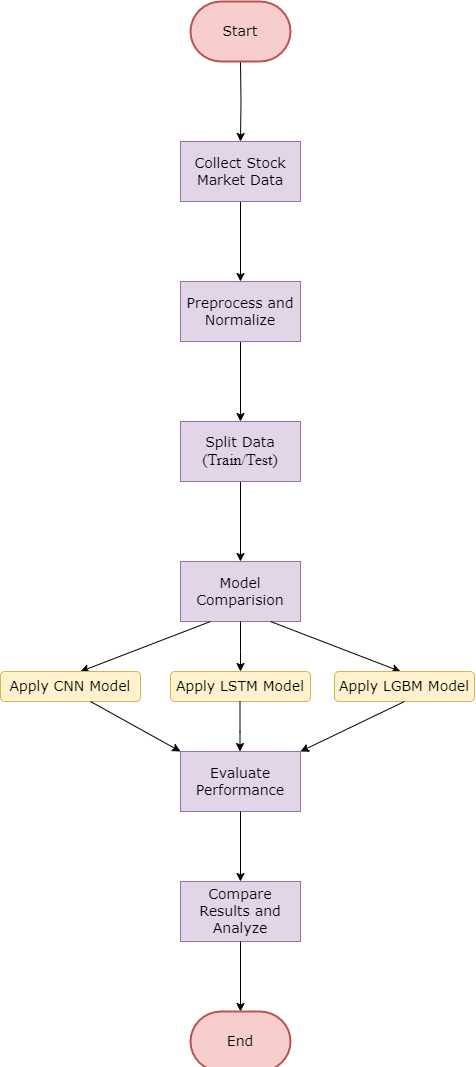 Start
Collect Stock
Market Data
Preprocess and
Normalize
Split Data
(Train/Test)
Model
Comparision
Apply CNN Model
Apply LSTM Model
Apply LGBM Model
Evaluate
Performance
Compare
Results and
Analyze
End